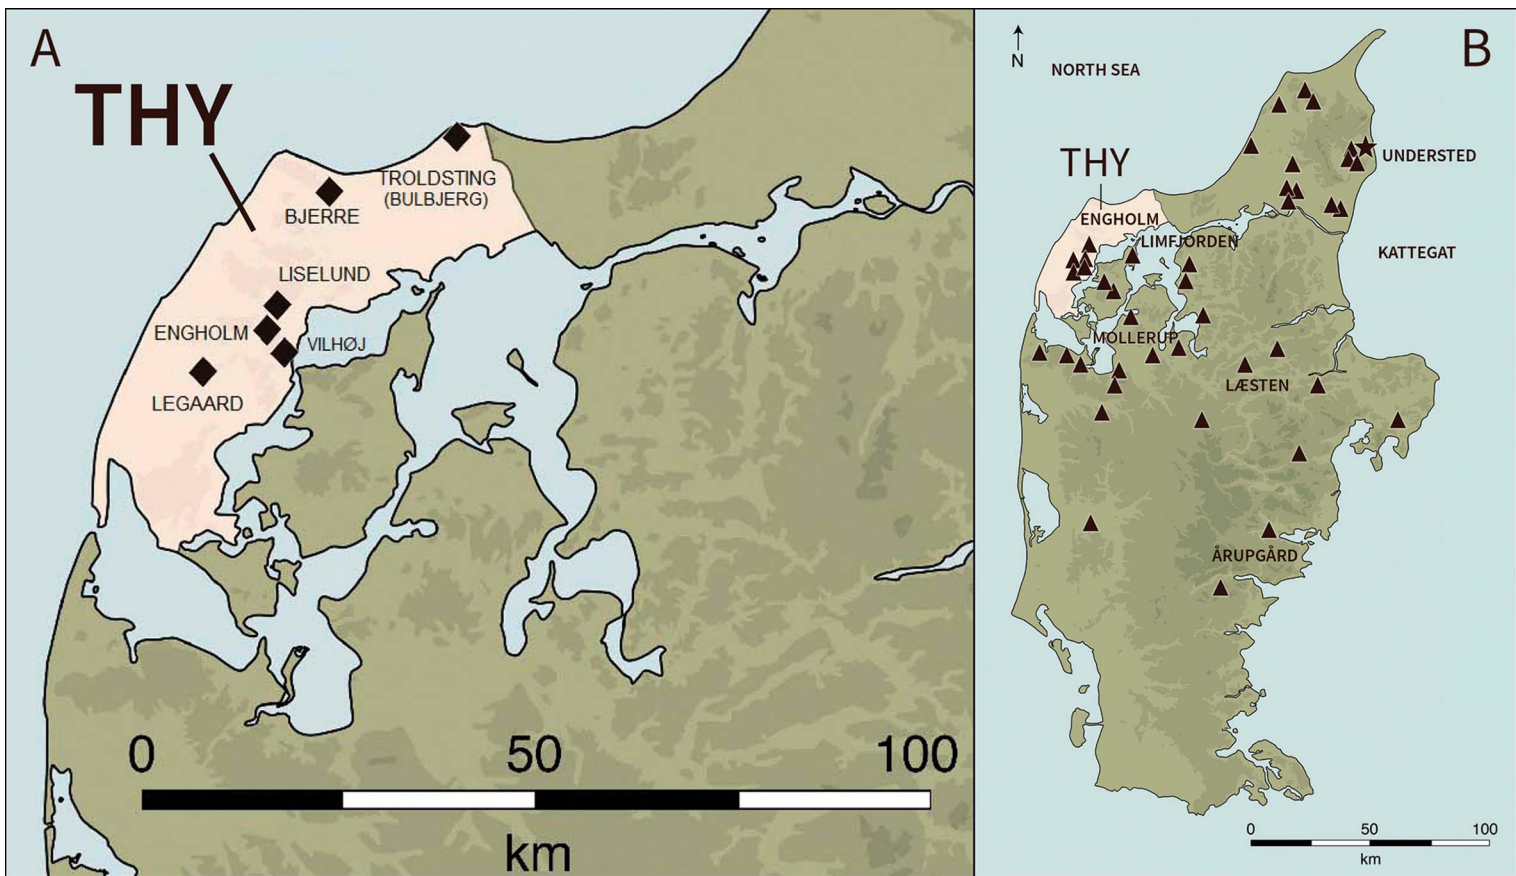 A
THY
TROLDSTING
(BULBJERG)
BJERRE
LISELUND
ENGHOLM
VILHØJ
LEGAARD
0 50 100
km
B
N
NORTH SEA
UNDERSTED
THY
ENGHOLM
LIMFJORDEN
KATTEGAT
MOLLERUP
LÆSTEN
ÅRUPGÅRD
0 50 100
km